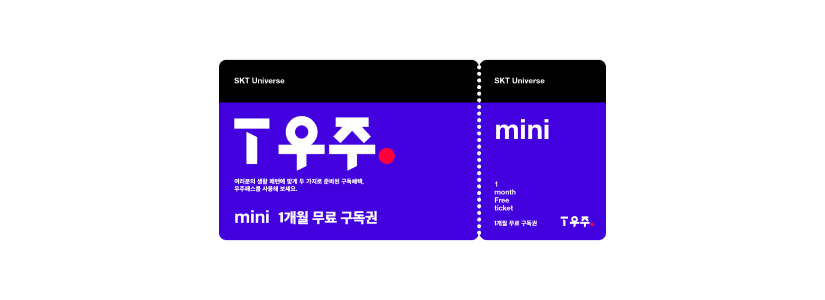 SKT Universe
T우주.
여러분의 생활 패턴에 맞게 두 가지로 준비된 구독혜택,
우주패스를 사용해 보세요.
mini 1개월 무료 구독권
SKT Universe
mini
1
month
Free
ticket
1개월 무료 구독권
T우주.